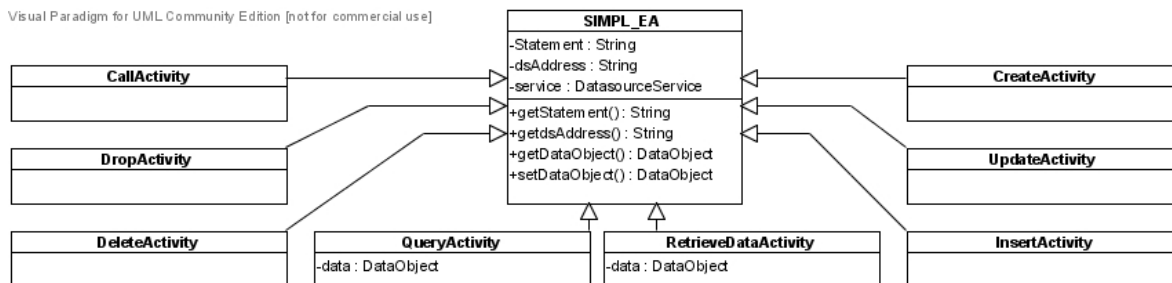 Visual Paradigm for UML Community Edition [not for commercial use]
SIMPL_EA
-Statement : String
-dsAddress : String
-service : DatasourceService
+getStatement() : String
+getdsAddress() : String
+getDataObject() : DataObject
+setDataObject() : DataObject
CallActivity
CreateActivity
DropActivity
UpdateActivity
DeleteActivity
QueryActivity
-data : DataObject
RetrieveDataActivity
-data : DataObject
InsertActivity